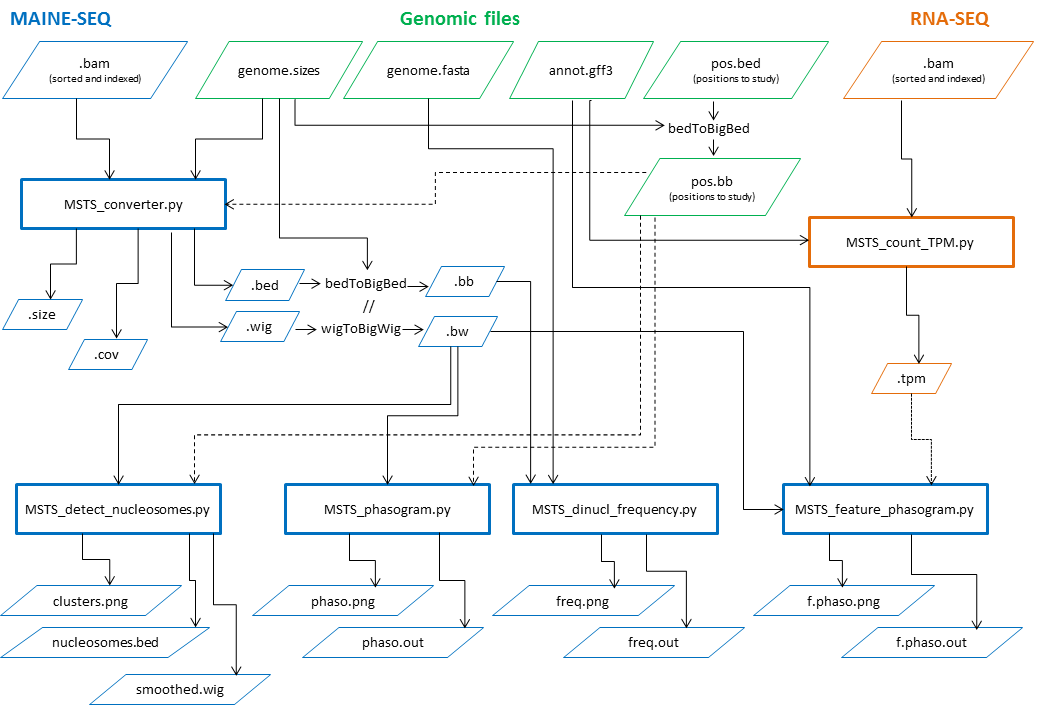 MAINE-SEQ
Genomic files
RNA-SEQ
.bam
(sorted and indexed)
genome.sizes
genome.fasta
annot.gff3
pos.bed
(positions to study)
.bam
(sorted and indexed)
bedToBigBed
pos.bb
(positions to study)
MSTS_converter.py
MSTS_count_TPM.py
.bed
bedToBigBed
.bb
//
.size
.wig
wigToBigWig
.bw
.cov
.tpm
MSTS_detect_nucleosomes.py
MSTS_phasogram.py
MSTS_dinucl_frequency.py
MSTS_feature_phasogram.py
clusters.png
phaso.png
freq.png
f.phaso.png
nucleosomes.bed
phaso.out
freq.out
f.phaso.out
smoothed.wig